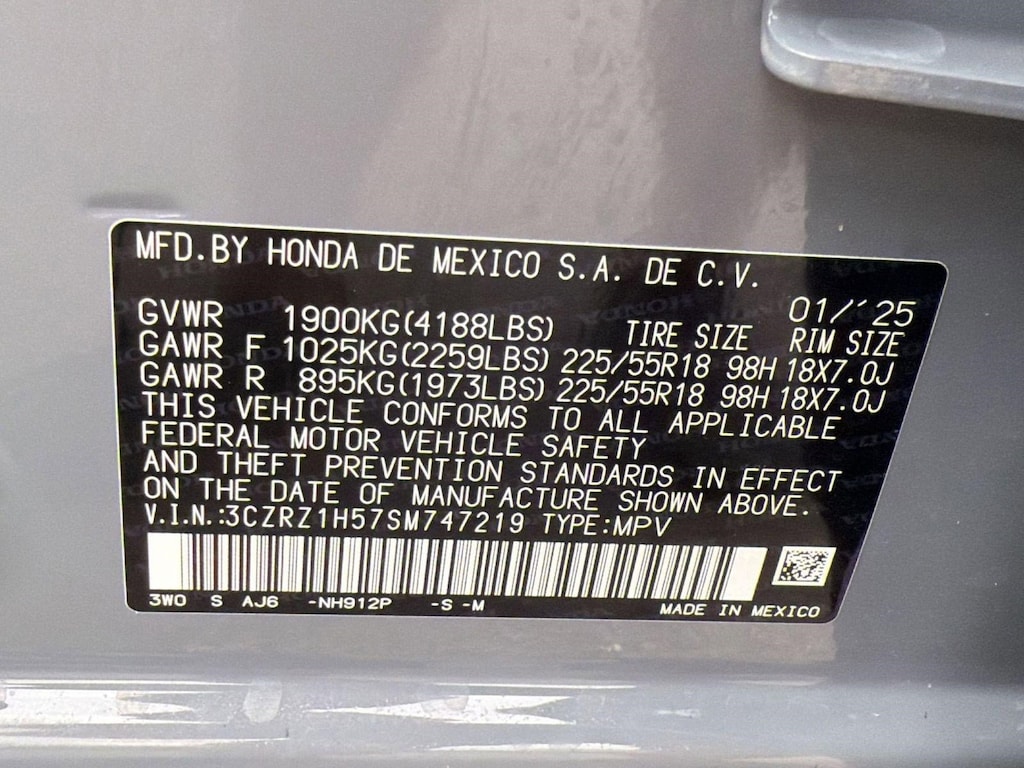 MFD.BY HONDA DE MEXICO S.A. DE C.V.
01/'25
GVWR 1900KG(4188LBS) TIRE SIZE RIM SIZE
GAWR F 1025KG(2259LBS) 225/55R18 98H 18X7.0J
GAWR R 895KG(1973LBS) 225/55R18 98H 18X7.0J
THIS VEHICLE CONFORMS TO ALL APPLICABLE
FEDERAL MOTOR VEHICLE SAFETY
AND THEFT PREVENTION STANDARDS IN EFFECT
ON THE DATE OF MANUFACTURE SHOWN ABOVE.
V.I.N.:3CZRZ1H57SM747219 TYPE:MPV
3W0 S AJ6 -NH912P -S -M MADE IN MEXICO